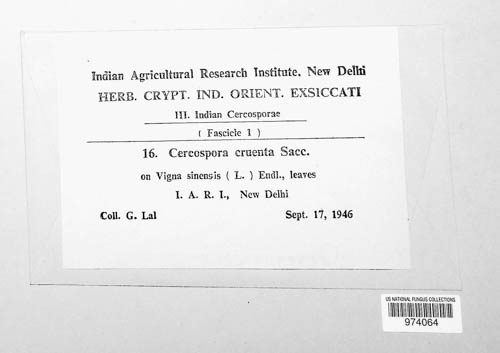 Indian Agricultural Research Institute, New Delhi
HERB. CRYPT. IND. ORIENT. EXSICCATI
III. Indian Cercosporae
( Fascicle 1 )
16. Cercospora cruenta Sacc.
on Vigna sinensis ( L. ) Endl., leaves
I. A. R. I., New Delhi
Coll. G. Lal Sept. 17, 1946
US NATIONAL FUNGUS COLLECTIONS
974064